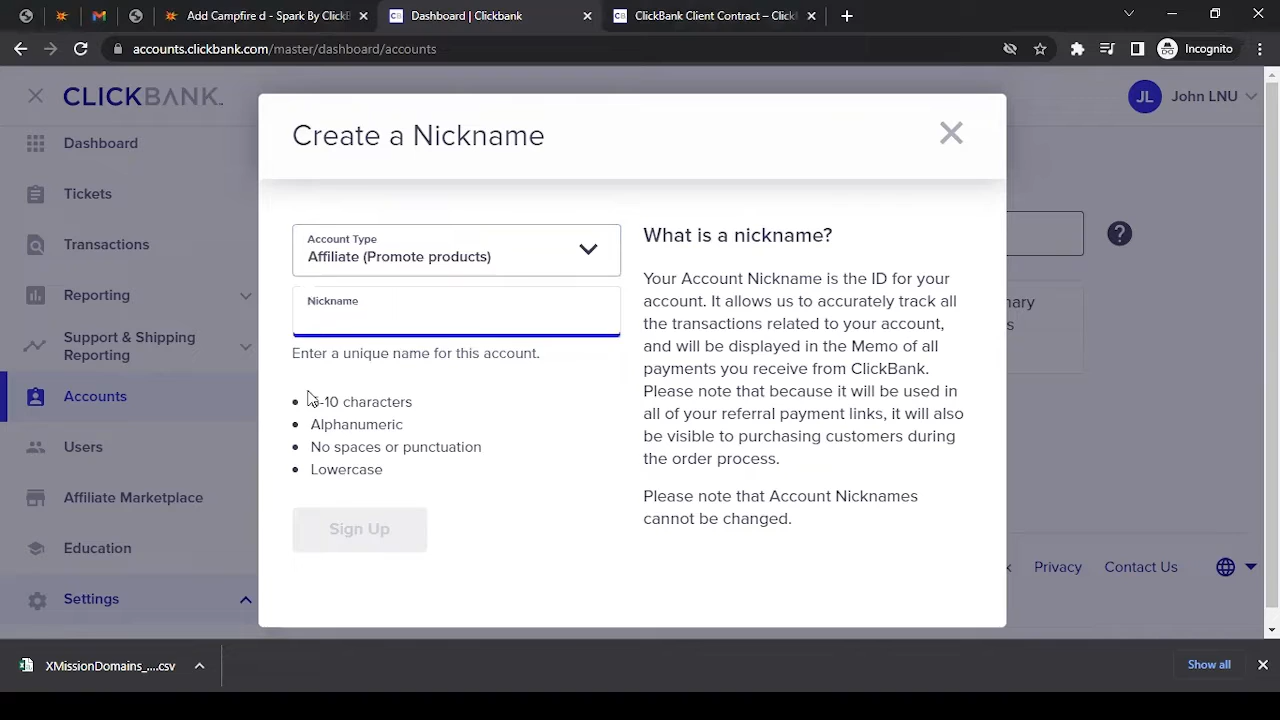 Add Campfire d - Spark By ClickB
Dashboard | Clickbank
ClickBank Client Contract – Click
accounts.clickbank.com/master/dashboard/accounts
Incognito
CLICKBANK
JL
John LNU
Dashboard
Tickets
Transactions
Reporting
Support & Shipping
Reporting
Accounts
Users
Affiliate Marketplace
Education
Settings
Create a Nickname
Account Type
Affiliate (Promote products)
Nickname
Enter a unique name for this account.
-10 characters
Alphanumeric
No spaces or punctuation
Lowercase
Sign Up
What is a nickname?
Your Account Nickname is the ID for your
account. It allows us to accurately track all
the transactions related to your account,
and will be displayed in the Memo of all
payments you receive from ClickBank.
Please note that because it will be used in
all of your referral payment links, it will also
be visible to purchasing customers during
the order process.
Please note that Account Nicknames
cannot be changed.
?
Privacy
Contact Us
XMissionDomains_....csv
Show all